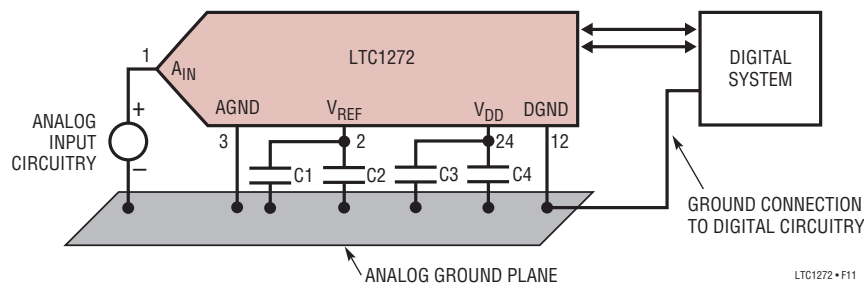 LTC1272
DIGITAL
SYSTEM
1
A_IN
AGND
V_REF
V_DD
DGND
ANALOG
INPUT
CIRCUITRY
+
–
3
2
24
12
C1
C2
C3
C4
GROUND CONNECTION
TO DIGITAL CIRCUITRY
ANALOG GROUND PLANE
LTC1272 • F11